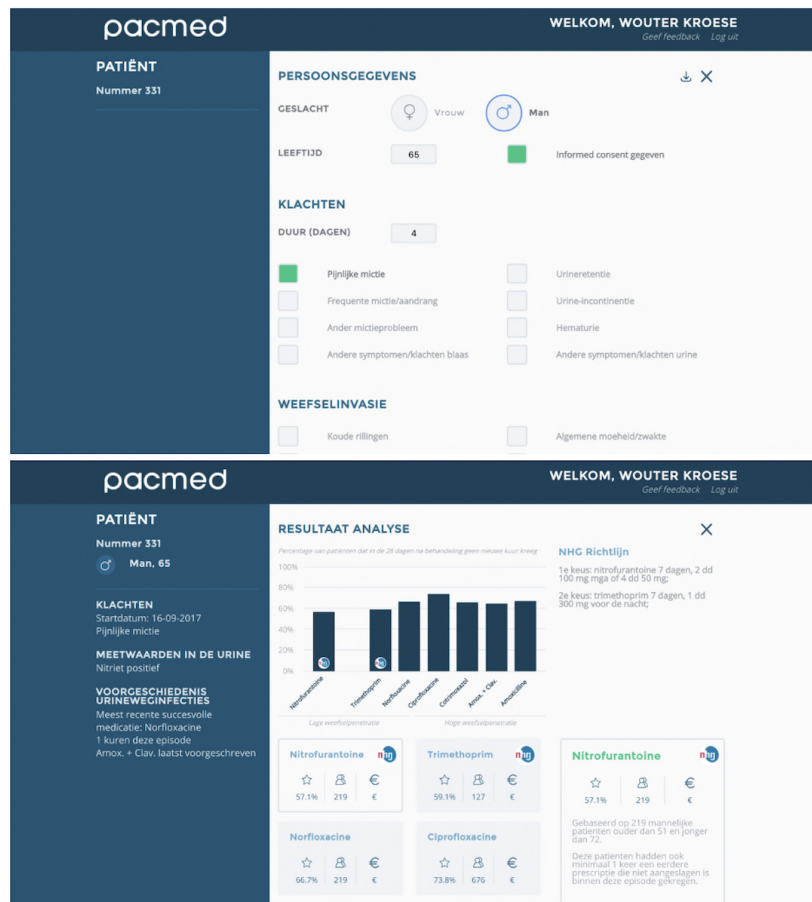 pacmed
WELKOM, WOUTER KROESE
Geef feedback Log uit
PATIËNT
Nummer 331
PERSOONSGEGEVENS
GESLACHT
Vrouw
Man
LEEFTIJD
65
Informed consent gegeven
KLACHTEN
DUUR (DAGEN)
4
Pijnlijke mictie
Urineretentie
Frequente mictie/aandrang
Urine-incontinentie
Ander mictieprobleem
Hematurie
Andere symptomen/klachten blaas
Andere symptomen/klachten urine
WEEFSELINVASIE
Koude rillingen
Algemene moeheid/zwakte
pacmed
WELKOM, WOUTER KROESE
Geef feedback Log uit
PATIËNT
Nummer 331
Man, 65
KLACHTEN
Startdatum: 16-09-2017
Pijnlijke mictie
MEETWAARDEN IN DE URINE
Nitriet positief
VOORGESCHIEDENIS
URINEWEGINFECTIES
Meest recente succesvolle
medicatie: Norfloxacine
1 kuren deze episode
Amox. + Clav. laatst voorgeschreven
RESULTAAT ANALYSE
Percentage van patiënten dat in de 28 dagen na behandeling geen nieuwe kuur kreeg
100%
80%
60%
40%
20%
0%
nhg
nhg
Nitrofurantoine
Trimethoprim
Norfloxacine
Ciprofloxacine
Cotrimoxazol
Amox. + Clav.
Amoxicilline
Lage weefselpenetratie
Hoge weefselpenetratie
NHG Richtlijn
1e keus: nitrofurantoine 7 dagen, 2 dd
100 mg mga of 4 dd 50 mg;
2e keus: trimethoprim 7 dagen, 1 dd
300 mg voor de nacht;
Nitrofurantoine
nhg
€
57.1% 219 €
Trimethoprim
nhg
€
59.1% 127 €
Norfloxacine
€
66.7% 219 €
Ciprofloxacine
€
73.8% 676 €
Nitrofurantoine
nhg
€
57.1% 219 €
Gebaseerd op 219 mannelijke
patienten ouder dan 51 en jonger
dan 72.
Deze patienten hadden ook
minimaal 1 keer een eerdere
prescriptie die niet aangeslagen is
binnen deze episode gekregen.